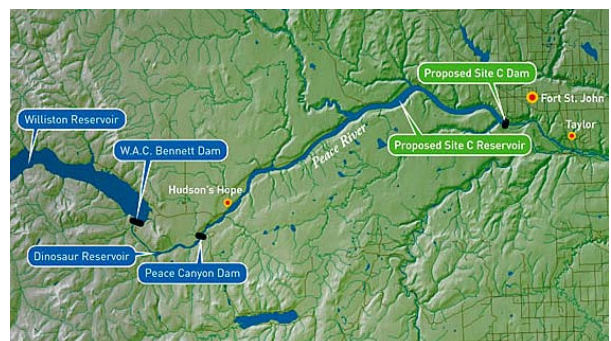 Proposed Site C Dam
Fort St. John
Williston Reservoir
Taylor
W.A.C. Bennett Dam
Peace River
Proposed Site C Reservoir
Hudson's Hope
Dinosaur Reservoir
Peace Canyon Dam